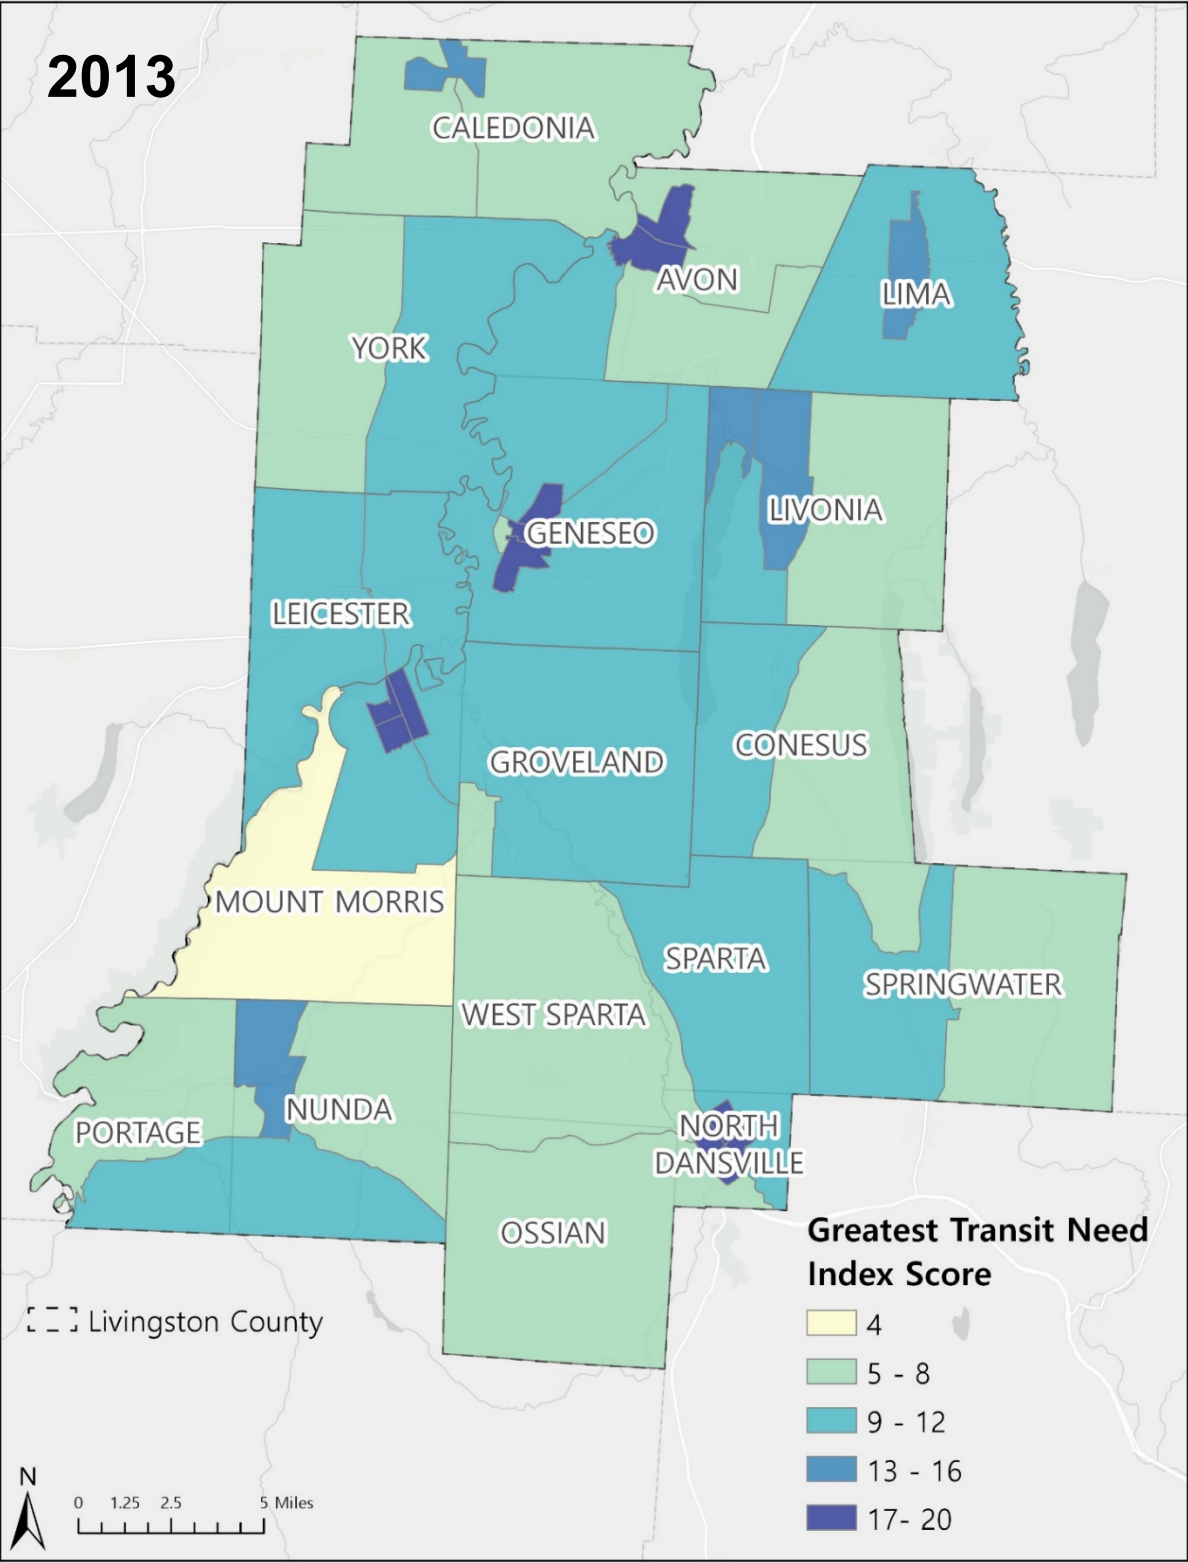 2013
CALEDONIA
AVON
LIMA
YORK
LIVONIA
GENESEO
LEICESTER
CONESUS
GROVELAND
MOUNT MORRIS
SPARTA
SPRINGWATER
WEST SPARTA
NUNDA
PORTAGE
NORTH
DANSVILLE
OSSIAN
Greatest Transit Need
Index Score
4
5 - 8
9 - 12
13 - 16
17- 20
Livingston County
N
0 1.25 2.5 5 Miles